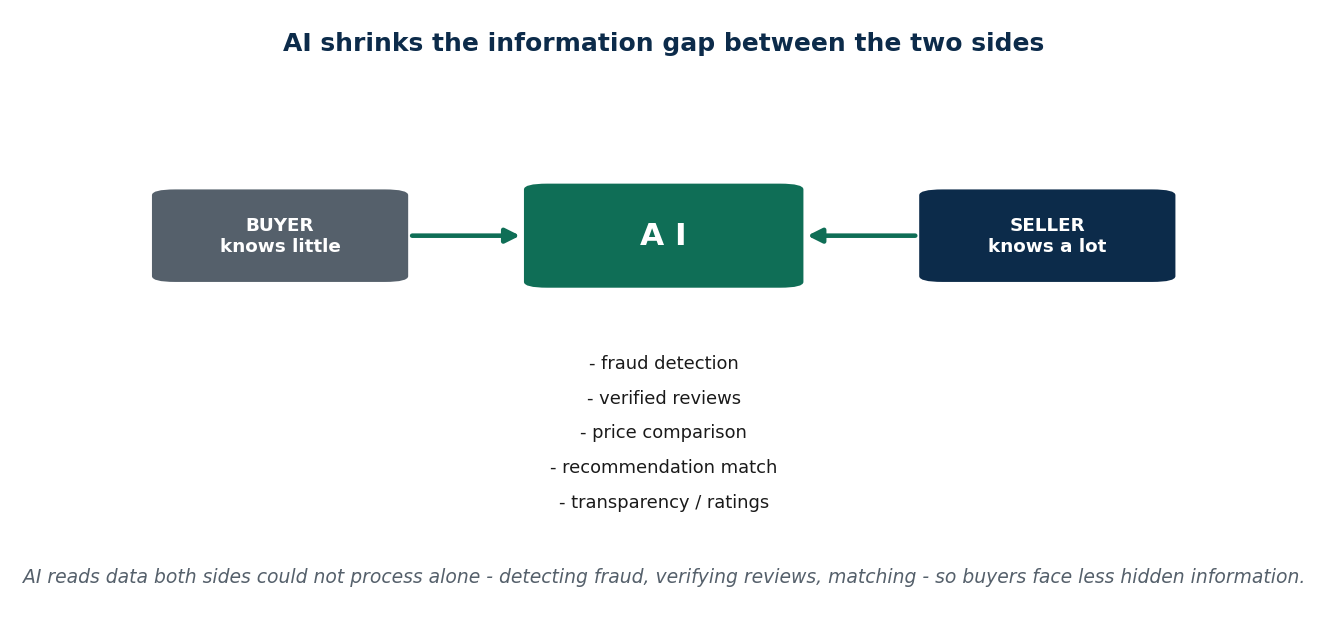 AI shrinks the information gap between the two sides
BUYER
knows little
A I
SELLER
knows a lot
- fraud detection
- verified reviews
- price comparison
- recommendation match
- transparency / ratings
AI reads data both sides could not process alone - detecting fraud, verifying reviews, matching - so buyers face less hidden information.